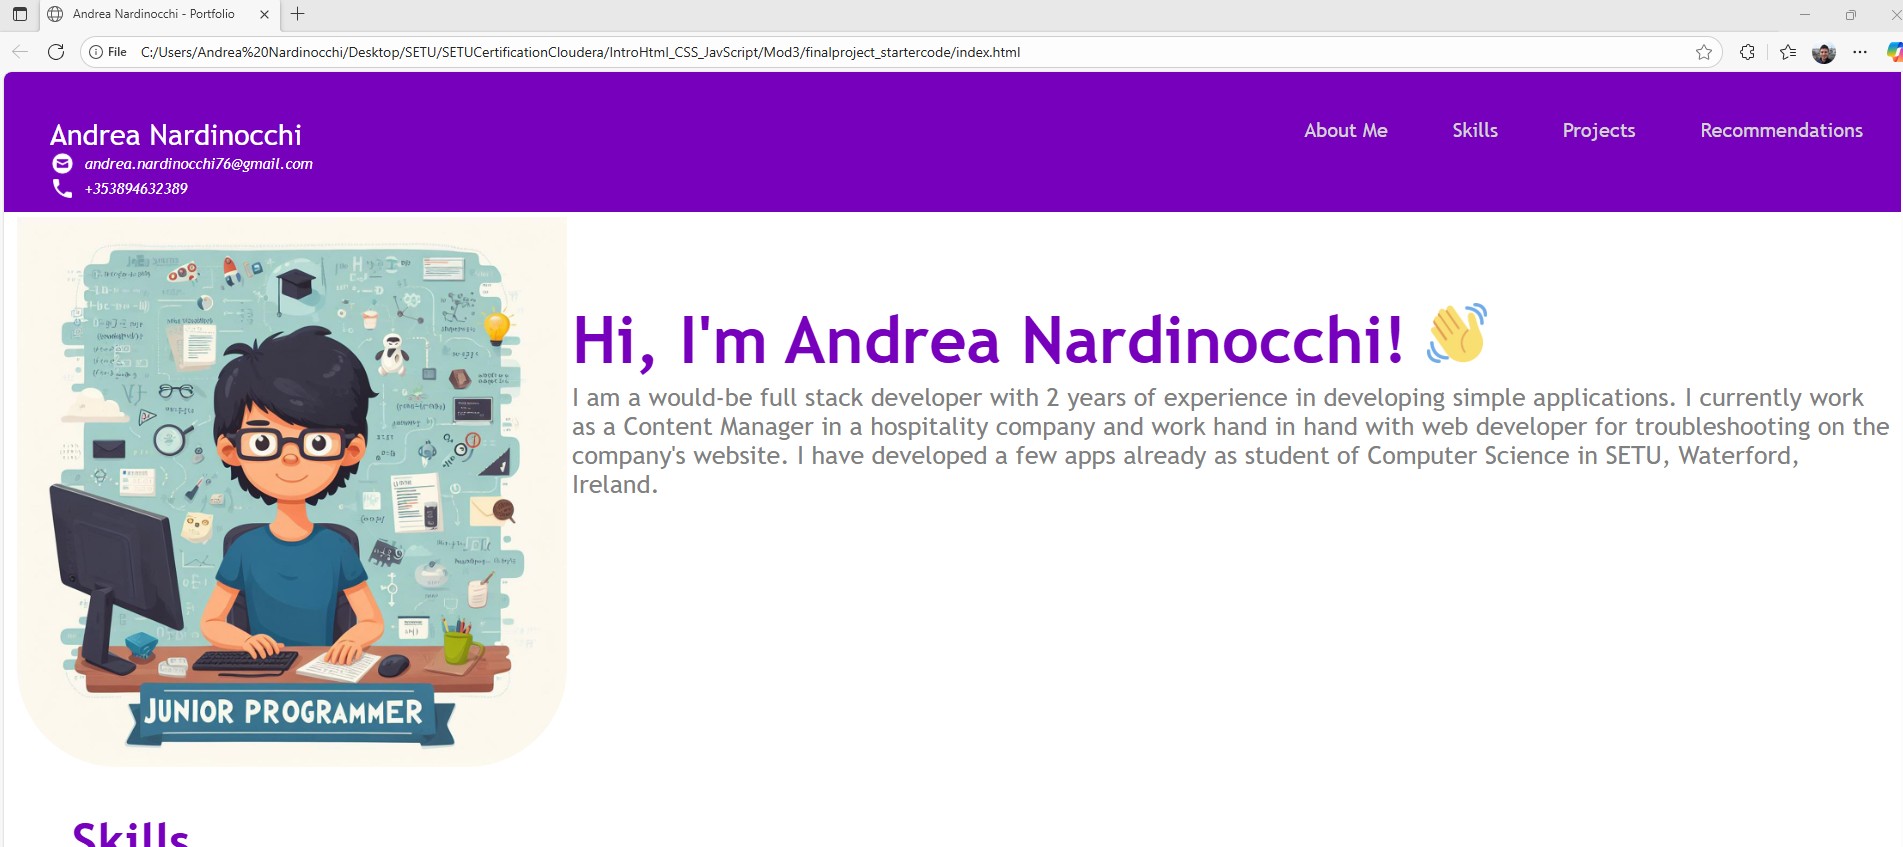 Andrea Nardinocchi - Portfolio
File
C:/Users/Andrea%20Nardinocchi/Desktop/SETU/SETUCertificationCloudera/IntroHtml_CSS_JavScript/Mod3/finalproject_startercode/index.html
Andrea Nardinocchi
andrea.nardinocchi76@gmail.com
+353894632389
About Me
Skills
Projects
Recommendations
Hi, I'm Andrea Nardinocchi!
I am a would-be full stack developer with 2 years of experience in developing simple applications. I currently work
as a Content Manager in a hospitality company and work hand in hand with web developer for troubleshooting on the
company's website. I have developed a few apps already as student of Computer Science in SETU, Waterford,
Ireland.
JUNIOR PROGRAMMER
Skills